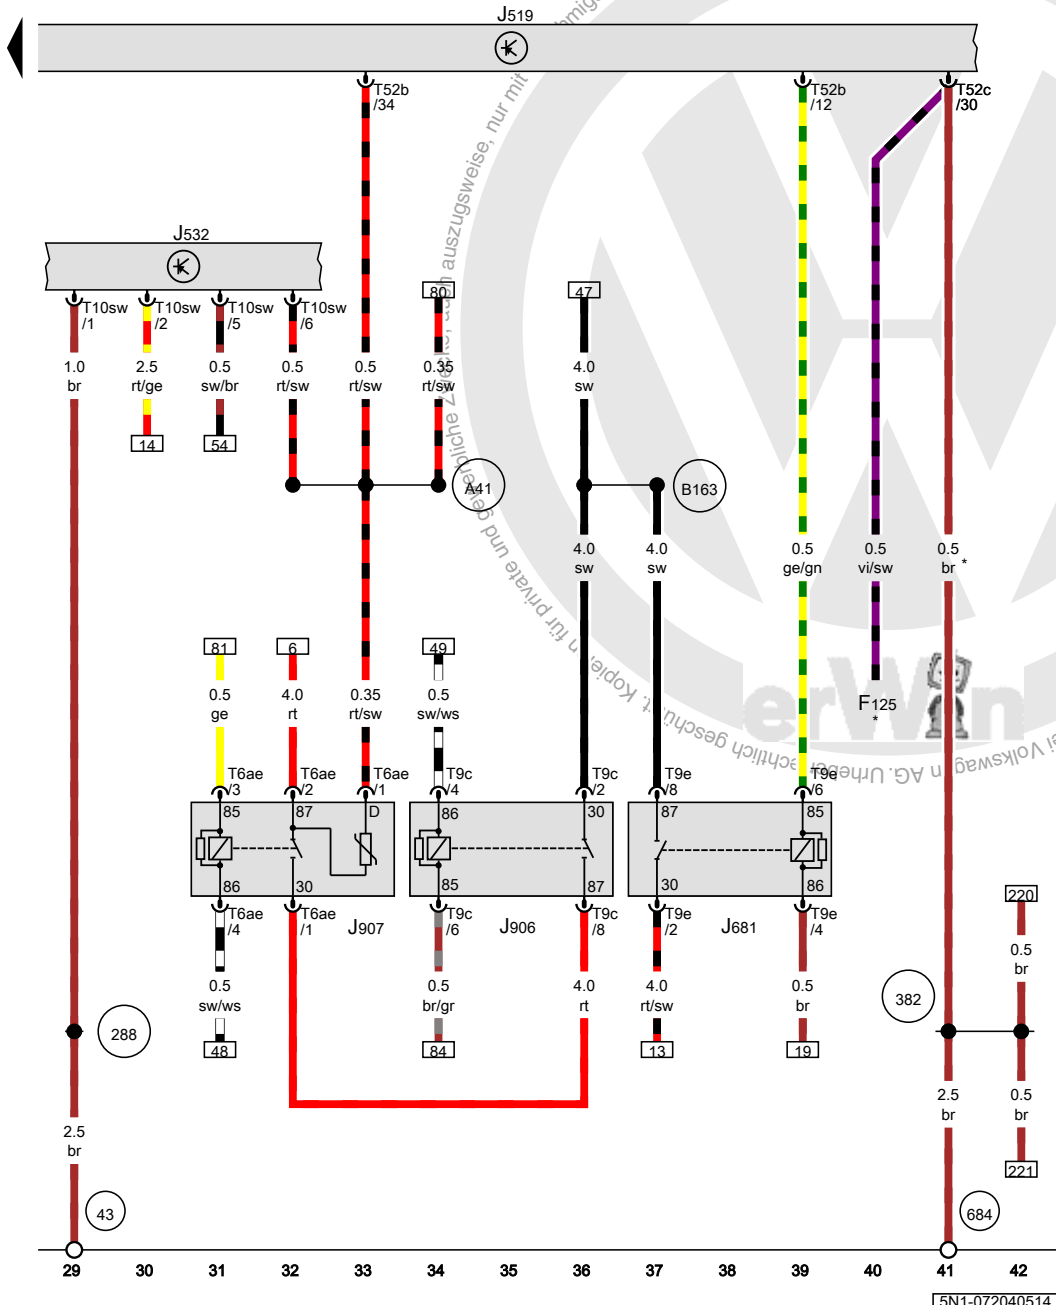 J519
T52b
/34
T52b
/12
T52c
/30
J532
T10sw
/1
T10sw
/2
T10sw
/5
T10sw
/6
80
47
1.0
br
2.5
rt/ge
0.5
sw/br
0.5
rt/sw
0.5
rt/sw
0.35
rt/sw
4.0
sw
14
54
A41
B163
4.0
sw
4.0
sw
0.5
ge/gn
0.5
vi/sw
0.5
br *
81
6
49
0.5
ge
4.0
rt
0.35
rt/sw
0.5
sw/ws
F125
*
erWin
T6ae
/3
T6ae
/2
T6ae
/1
T9c
/4
T9c
/2
T9e
/8
T9e
/6
85
87
D
86
30
87
85
86
30
85
87
30
86
T6ae
/4
T6ae
/1
J907
T9c
/6
J906
T9c
/8
T9e
/2
J681
T9e
/4
220
0.5
sw/ws
0.5
br/gr
4.0
rt
4.0
rt/sw
0.5
br
0.5
br
382
288
48
84
13
19
2.5
br
2.5
br
0.5
br
221
43
684
29 30 31 32 33 34 35 36 37 38 39 40 41 42
5N1-072040514